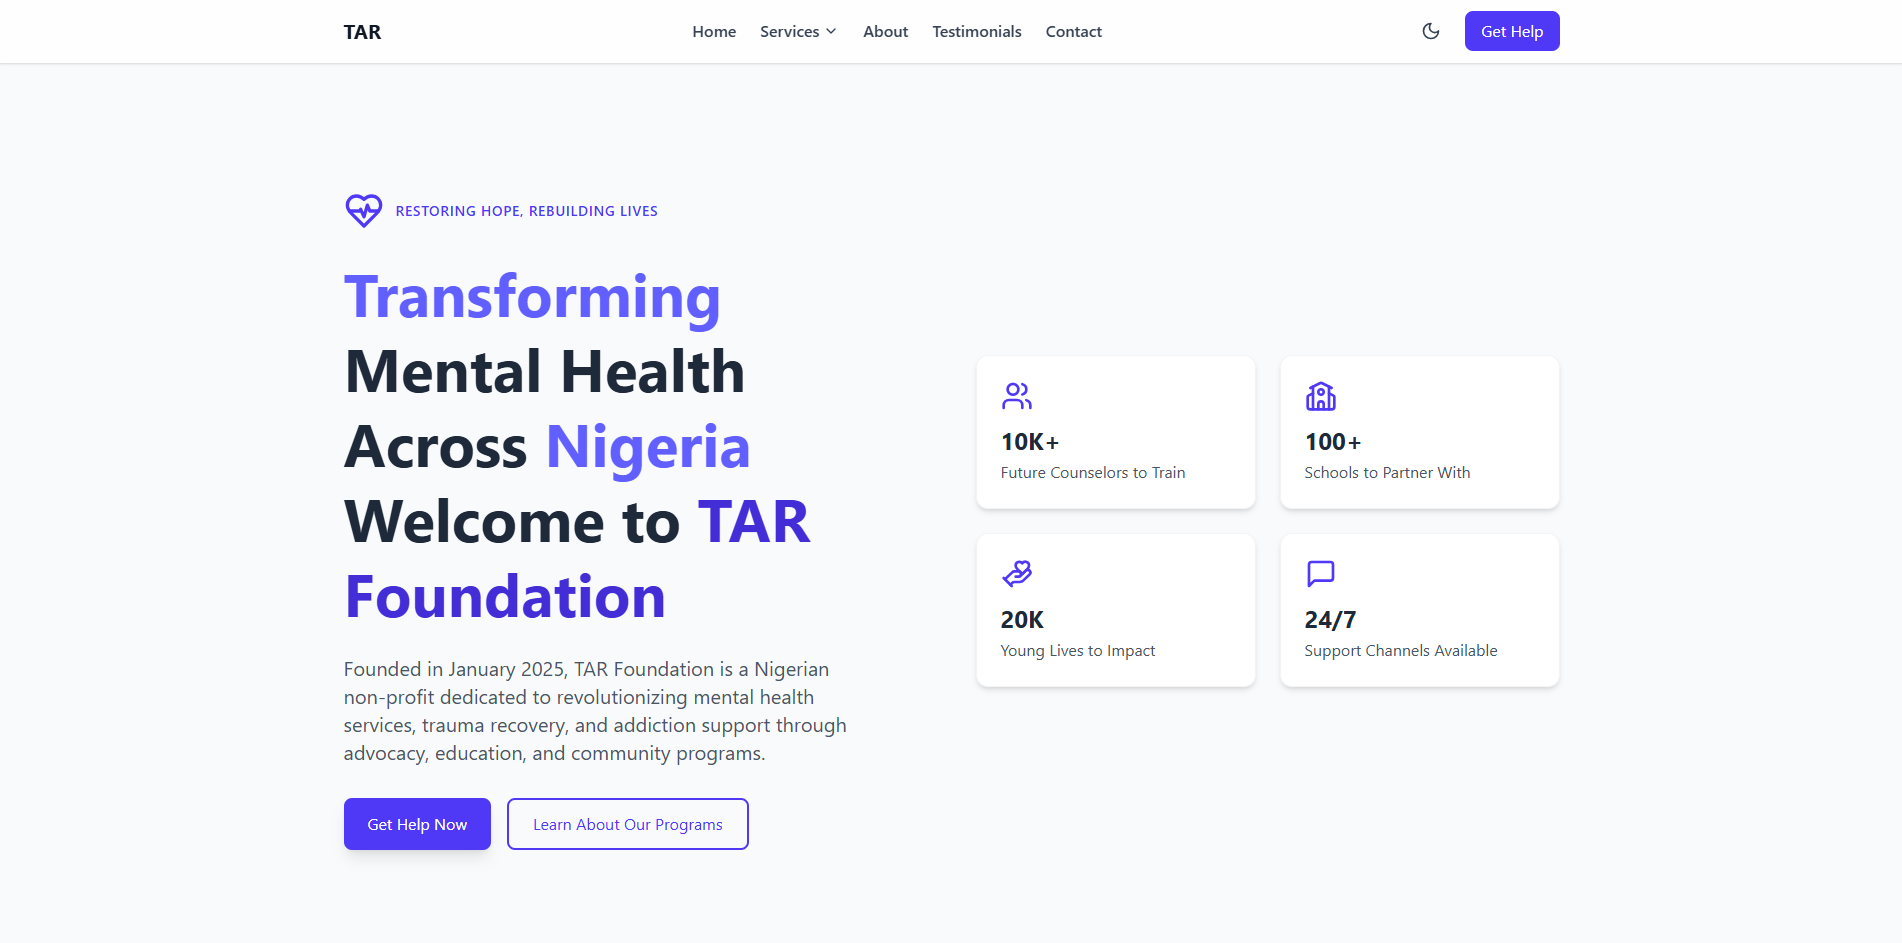 TAR
Home
Services
About
Testimonials
Contact
Get Help
RESTORING HOPE, REBUILDING LIVES
Transforming
Mental Health
Across Nigeria
Welcome to TAR
Foundation
Founded in January 2025, TAR Foundation is a Nigerian
non-profit dedicated to revolutionizing mental health
services, trauma recovery, and addiction support through
advocacy, education, and community programs.
Get Help Now
Learn About Our Programs
10K+
Future Counselors to Train
100+
Schools to Partner With
20K
Young Lives to Impact
24/7
Support Channels Available